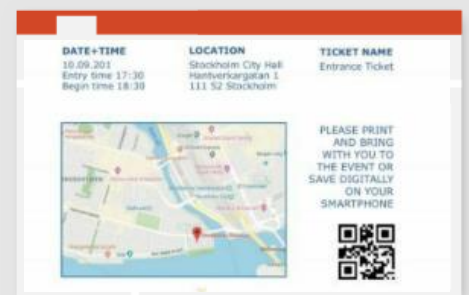 DATE+TIME
10.09.201
Entry time 17:30
Begin time 18:30
LOCATION
Stockholm City Hall
Hantverkargatan 1
111 52 Stockholm
TICKET NAME
Entrance Ticket
PLEASE PRINT
AND BRING
WITH YOU TO
THE EVENT OR
SAVE DIGITALLY
ON YOUR
SMARTPHONE